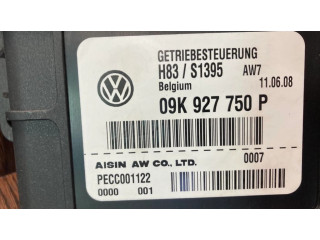 GETRIEBESTEUERUNG
H83 / S1395 AW7
Belgium 11.06.08
09K 927 750 P
AISIN AW CO., LTD. 0007
PECC001122
0000 001